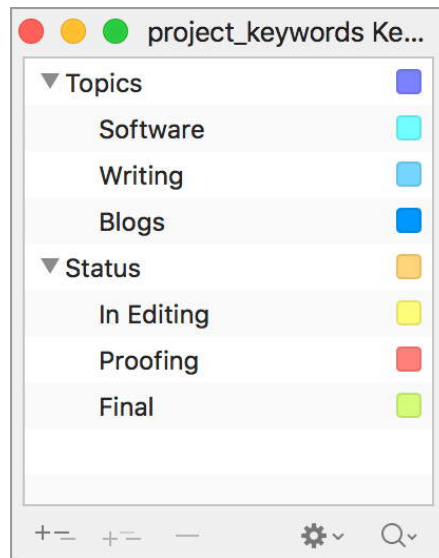 project_keywords Ke...
Topics
Software
Writing
Blogs
Status
In Editing
Proofing
Final